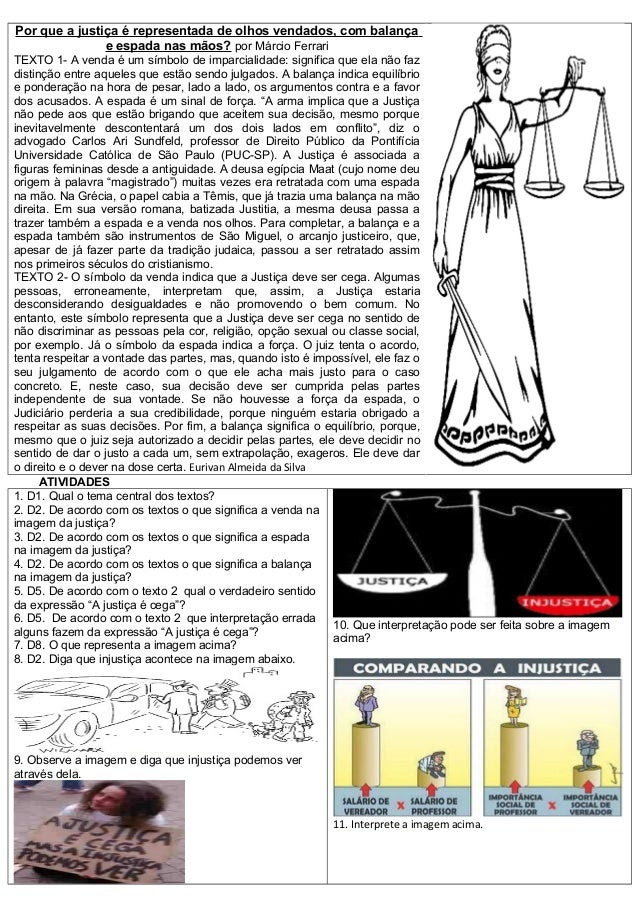 Por que a justiça é representada de olhos vendados, com balança
e espada nas mãos? por Márcio Ferrari
TEXTO 1- A venda é um símbolo de imparcialidade: significa que ela não faz
distinção entre aqueles que estão sendo julgados. A balança indica equilíbrio
e ponderação na hora de pesar, lado a lado, os argumentos contra e a favor
dos acusados. A espada é um sinal de força. “A arma implica que a Justiça
não pede aos que estão brigando que aceitem sua decisão, mesmo porque
inevitavelmente descontentará um dos dois lados em conflito”, diz o
advogado Carlos Ari Sundfeld, professor de Direito Público da Pontifícia
Universidade Católica de São Paulo (PUC-SP). A Justiça é associada a
figuras femininas desde a antiguidade. A deusa egípcia Maat (cujo nome deu
origem à palavra “magistrado”) muitas vezes era retratada com uma espada
na mão. Na Grécia, o papel cabia a Têmis, que já trazia uma balança na mão
direita. Em sua versão romana, batizada Justitia, a mesma deusa passa a
trazer também a espada e a venda nos olhos. Para completar, a balança e a
espada também são instrumentos de São Miguel, o arcanjo justiceiro, que,
apesar de já fazer parte da tradição judaica, passou a ser retratado assim
nos primeiros séculos do cristianismo.
TEXTO 2- O símbolo da venda indica que a Justiça deve ser cega. Algumas
pessoas, erroneamente, interpretam que, assim, a Justiça estaria
desconsiderando desigualdades e não promovendo o bem comum. No
entanto, este símbolo representa que a Justiça deve ser cega no sentido de
não discriminar as pessoas pela cor, religião, opção sexual ou classe social,
por exemplo. Já o símbolo da espada indica a força. O juiz tenta o acordo,
tenta respeitar a vontade das partes, mas, quando isto é impossível, ele faz o
seu julgamento de acordo com o que ele acha mais justo para o caso
concreto. E, neste caso, sua decisão deve ser cumprida pelas partes
independente de sua vontade. Se não houvesse a força da espada, o
Judiciário perderia a sua credibilidade, porque ninguém estaria obrigado a
respeitar as suas decisões. Por fim, a balança significa o equilíbrio, porque,
mesmo que o juiz seja autorizado a decidir pelas partes, ele deve decidir no
sentido de dar o justo a cada um, sem extrapolação, exageros. Ele deve dar
o direito e o dever na dose certa. Eurivan Almeida da Silva
ATIVIDADES
1. D1. Qual o tema central dos textos?
2. D2. De acordo com os textos o que significa a venda na
imagem da justiça?
3. D2. De acordo com os textos o que significa a espada
na imagem da justiça?
4. D2. De acordo com os textos o que significa a balança
na imagem da justiça?
5. D5. De acordo com o texto 2 qual o verdadeiro sentido
da expressão “A justiça é cega”?
6. D5. De acordo com o texto 2 que interpretação errada
alguns fazem da expressão “A justiça é cega”?
7. D8. O que representa a imagem acima?
8. D2. Diga que injustiça acontece na imagem abaixo.
WILLMARX
9. Observe a imagem e diga que injustiça podemos ver
através dela.
A JUSTIÇA
É CEGA
MAS A INJUSTIÇA
PODEMOS VER
JUSTIÇA
INJUSTIÇA
10. Que interpretação pode ser feita sobre a imagem
acima?
COMPARANDO A INJUSTIÇA
SALÁRIO DE VEREADOR X SALÁRIO DE PROFESSOR
IMPORTÂNCIA SOCIAL DE PROFESSOR X IMPORTÂNCIA SOCIAL DE VEREADOR
11. Interprete a imagem acima.